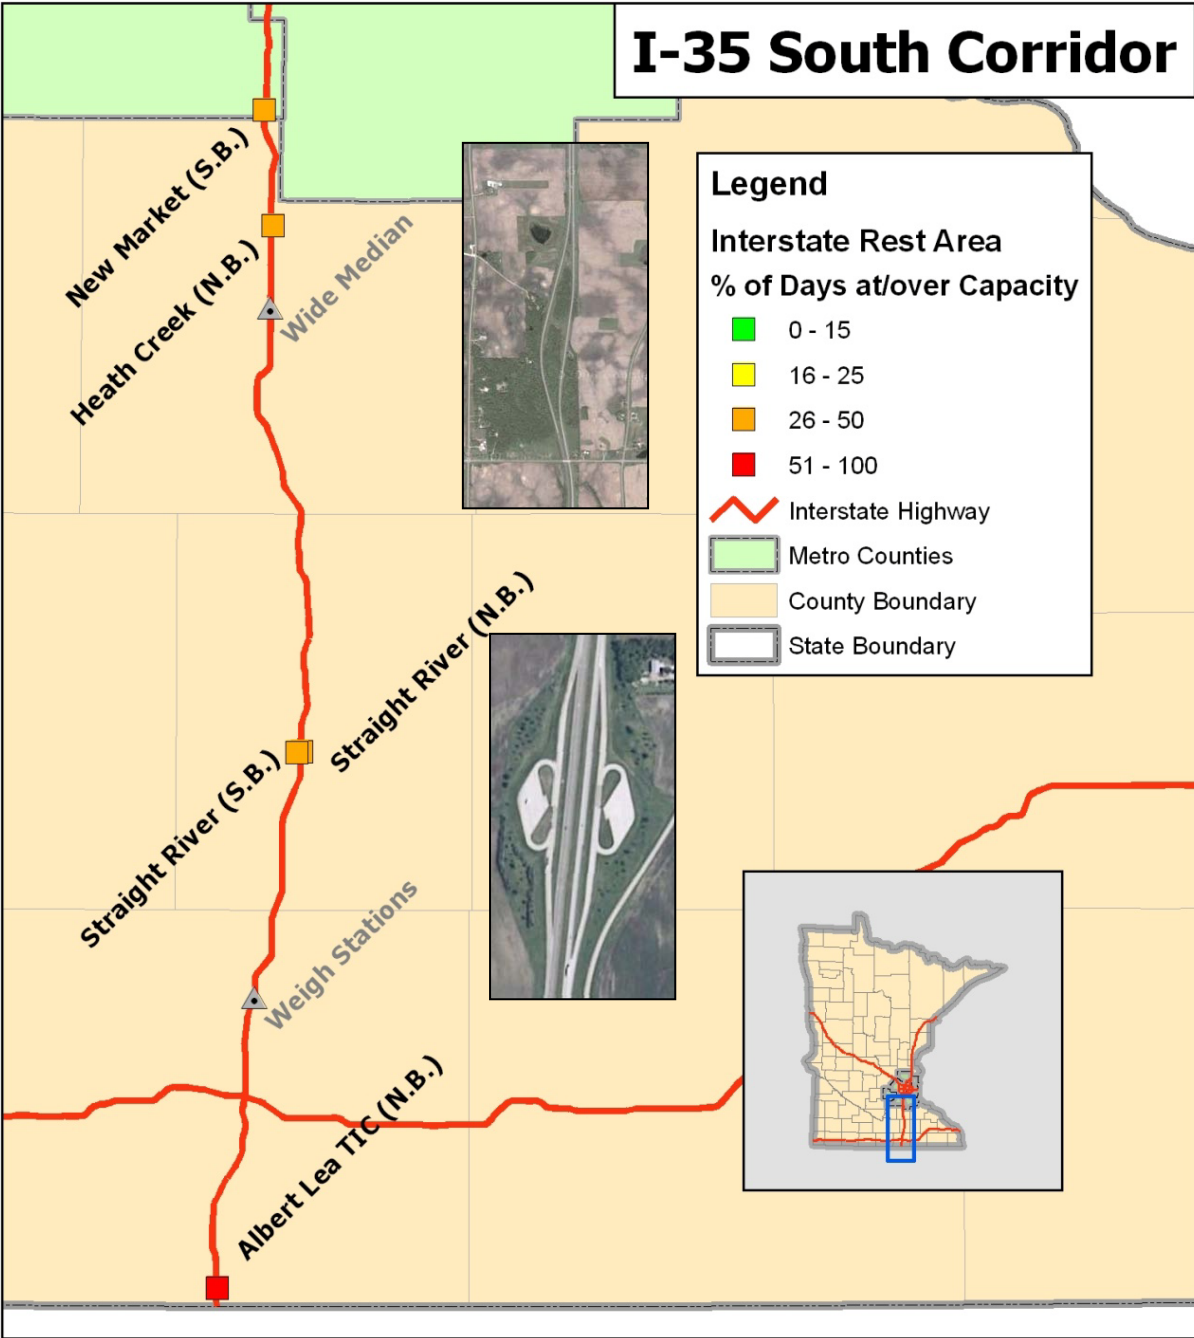 I-35 South Corridor
New Market (S.B.)
Heath Creek (N.B.)
Wide Median
Legend
Interstate Rest Area
% of Days at/over Capacity
0 - 15
16 - 25
26 - 50
51 - 100
Interstate Highway
Metro Counties
County Boundary
State Boundary
Straight River (N.B.)
Straight River (S.B.)
Weigh Stations
Albert Lea TIC (N.B.)